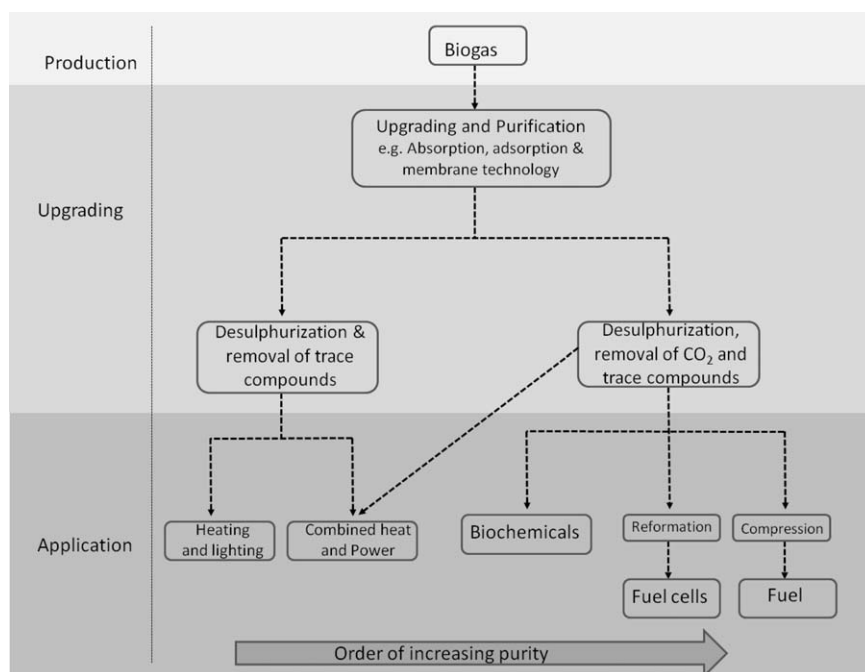 Production
Biogas
Upgrading and Purification
e.g. Absorption, adsorption &
membrane technology
Upgrading
Desulphurization &
removal of trace
compounds
Desulphurization,
removal of CO₂ and
trace compounds
Application
Heating
and lighting
Combined heat
and Power
Biochemicals
Reformation
Compression
Fuel cells
Fuel
Order of increasing purity